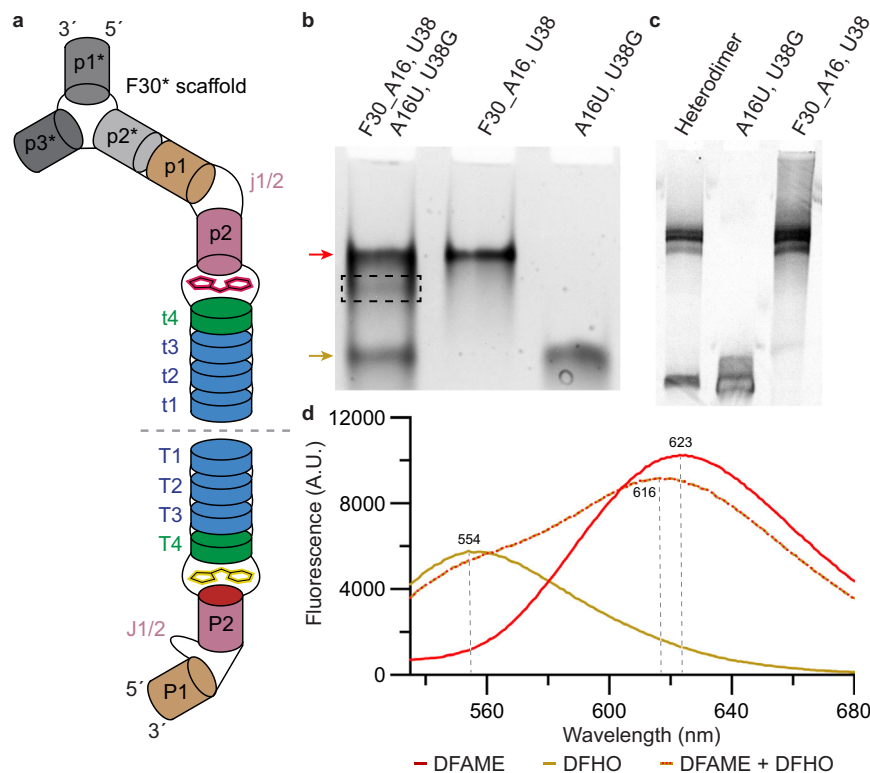 a
3´ 5´
p1*
F30* scaffold
p3*
p2*
p1
j1/2
p2
t4
t3
t2
t1
T1
T2
T3
T4
P2
J1/2
5´
P1
3´
b
F30_A16, U38
A16U, U38G
F30_A16, U38
A16U, U38G
c
Heterodimer
A16U, U38G
F30_A16, U38
d
12000
8000
4000
0
Fluorescence (A.U.)
554
616
623
560 600 640 680
Wavelength (nm)
DFAME DFHO DFAME + DFHO